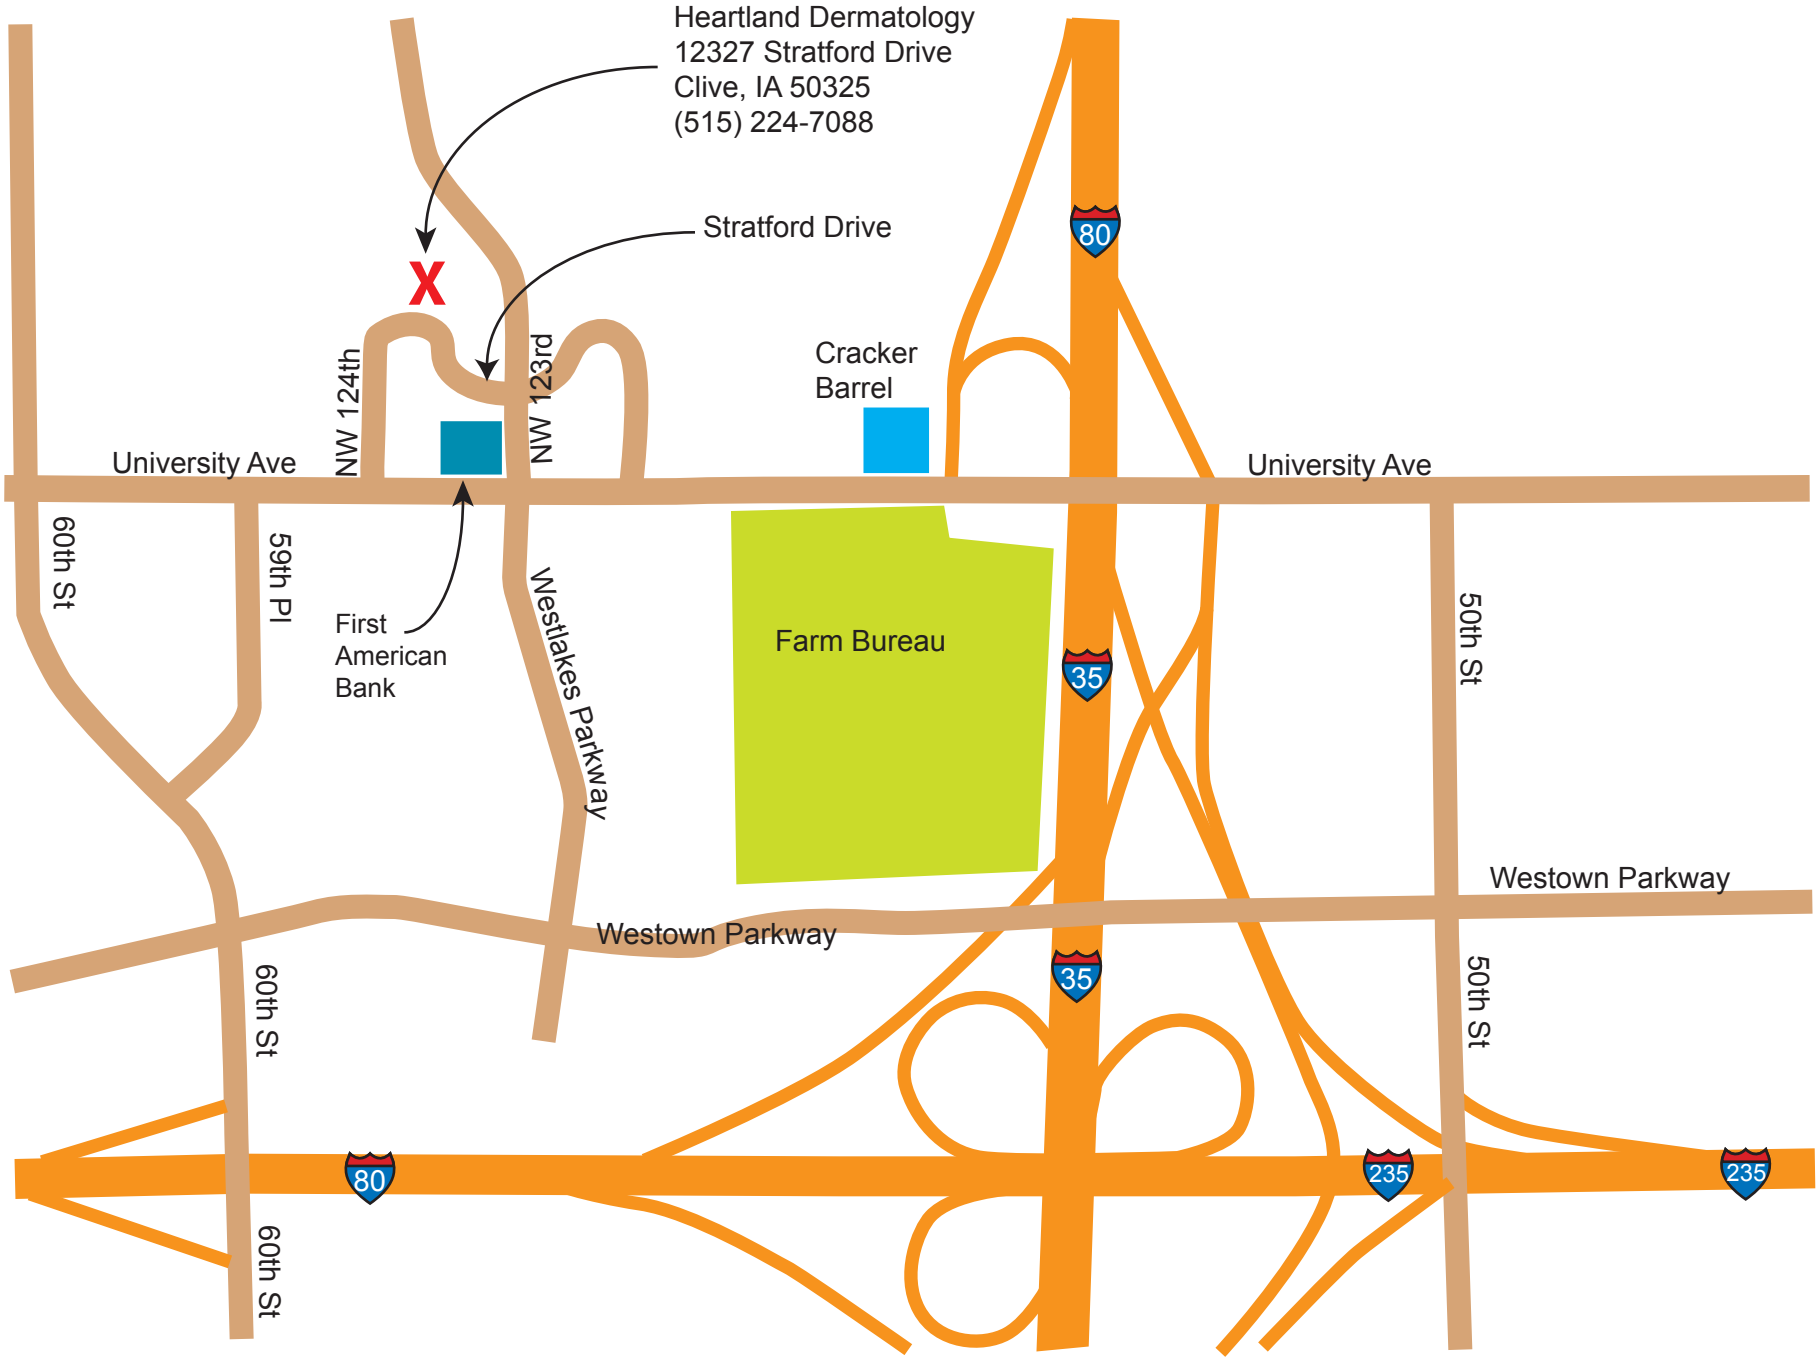 Heartland Dermatology
12327 Stratford Drive
Clive, IA 50325
(515) 224-7088
80
Stratford Drive
Cracker
Barrel
NW 124th
NW 123rd
University Ave
University Ave
60th St
59th Pl
First
American
Bank
Westlakes Parkway
Farm Bureau
35
50th St
Westown Parkway
Westown Parkway
60th St
35
50th St
80
235
235
60th St